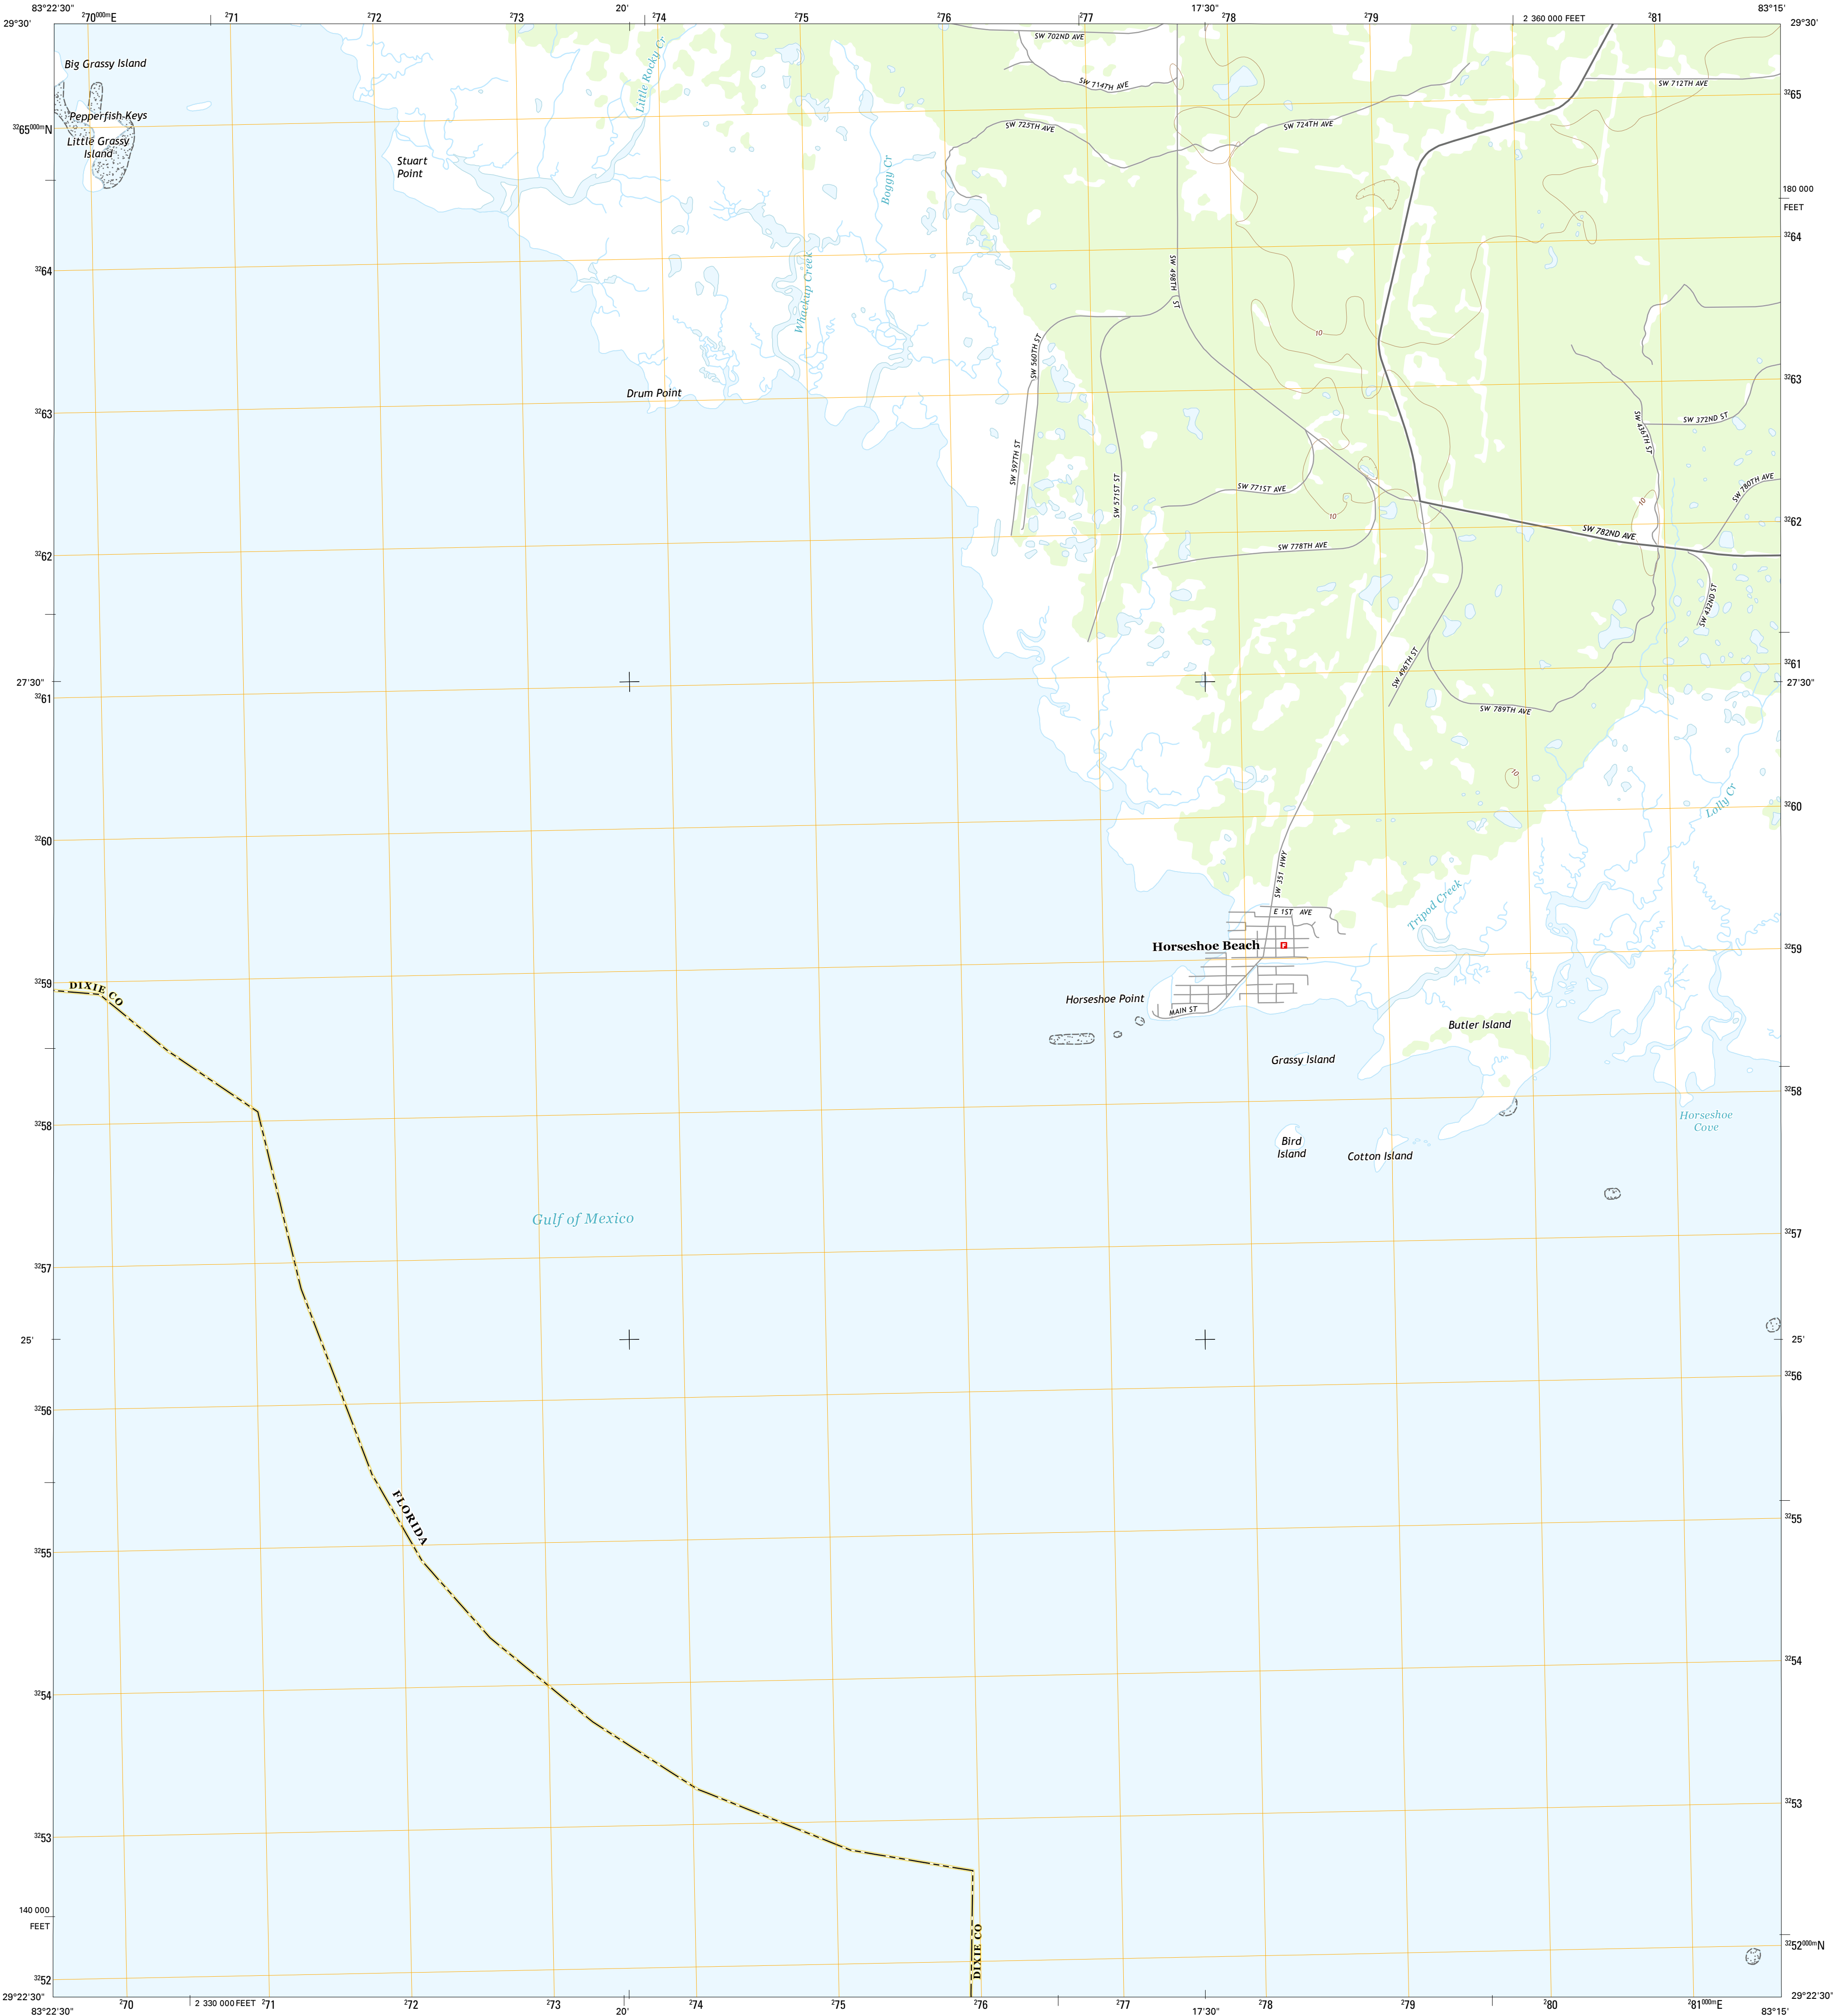 83°22'30"
²70⁰⁰⁰ᵐE
²71
²72
²73
20'
²74
²75
²76
²77
17'30"
²78
²79
2 360 000 FEET
²81
83°15'
29°30'
29°30'
SW 702ND AVE
Big Grassy Island
Little Rocky Cr
SW 714TH AVE
SW 712TH AVE
³²65
Pepperfish Keys
³²65⁰⁰⁰ᵐN
SW 725TH AVE
SW 724TH AVE
Little Grassy
Island
Stuart
Point
Boggy Cr
180 000
FEET
³²64
³²64
Whackup Creek
SW 498TH ST
10
SW 560TH ST
³²63
Drum Point
³²63
SW 372ND ST
SW 436TH ST
SW 597TH ST
SW 571ST ST
SW 771ST AVE
SW 780TH AVE
10
10
³²62
SW 782ND AVE
SW 778TH AVE
³²62
SW 432ND ST
³²61
SW 496TH ST
27'30"
27'30"
³²61
SW 789TH AVE
10
Lolly Cr
³²60
³²60
SW 351 HWY
Tripod Creek
E 1ST AVE
Horseshoe Beach
³²59
³²59
DIXIE CO
Horseshoe Point
MAIN ST
Butler Island
Grassy Island
³²58
Horseshoe
Cove
³²58
Bird
Island
Cotton Island
Gulf of Mexico
³²57
³²57
25'
25'
³²56
³²56
FLORIDA
³²55
³²55
³²54
³²54
³²53
³²53
140 000
FEET
DIXIE CO
³²52⁰⁰⁰ᵐN
³²52
29°22'30"
29°22'30"
83°22'30"
²70
2 330 000 FEET
²71
²72
²73
20'
²74
²75
²76
²77
17'30"
²78
²79
²80
²81⁰⁰⁰ᵐE
83°15'